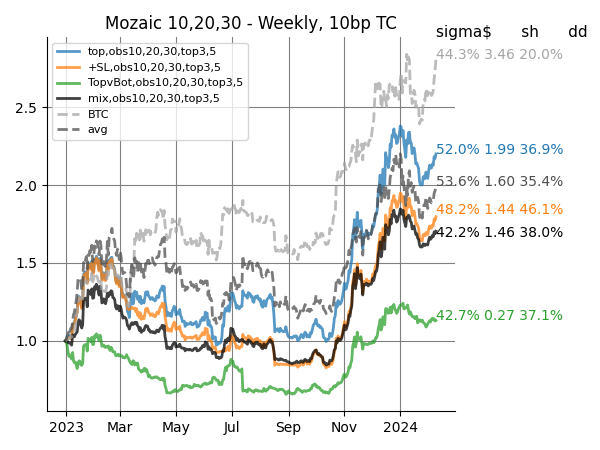 Mozaic 10,20,30 - Weekly, 10bp TC
sigma$ sh dd
top,obs10,20,30,top3,5
+SL,obs10,20,30,top3,5
TopvBot,obs10,20,30,top3,5
mix,obs10,20,30,top3,5
BTC
avg
44.3% 3.46 20.0%
52.0% 1.99 36.9%
53.6% 1.60 35.4%
48.2% 1.44 46.1%
42.2% 1.46 38.0%
42.7% 0.27 37.1%
2.5
2.0
1.5
1.0
2023 Mar May Jul Sep Nov 2024